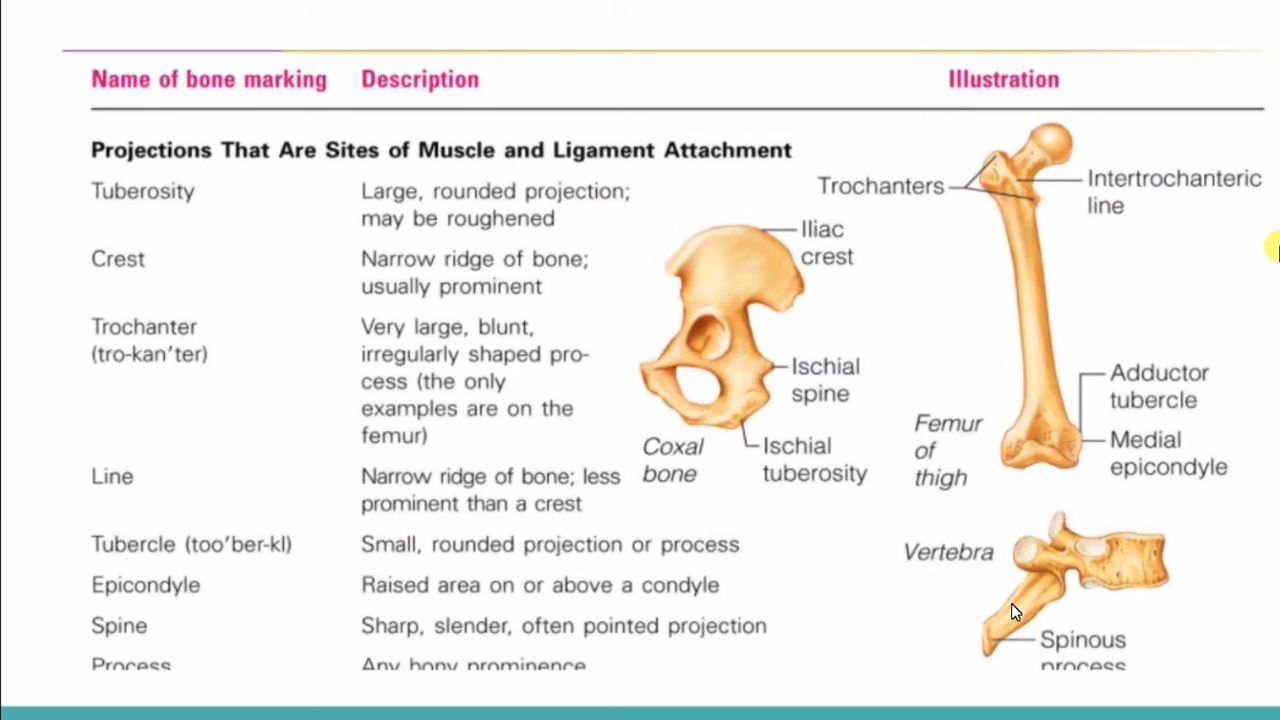 Name of bone marking Description Illustration
Projections That Are Sites of Muscle and Ligament Attachment
Tuberosity Large, rounded projection;
may be roughened
Crest Narrow ridge of bone;
usually prominent
Trochanter Very large, blunt,
(tro-kan′ter) irregularly shaped pro-
cess (the only
examples are on the
femur)
Line Narrow ridge of bone; less
prominent than a crest
Tubercle (too′ber-kl) Small, rounded projection or process
Epicondyle Raised area on or above a condyle
Spine Sharp, slender, often pointed projection
Process Any bony prominence
Iliac
crest
Ischial
spine
Ischial
tuberosity
Coxal
bone
Trochanters
Intertrochanteric
line
Adductor
tubercle
Medial
epicondyle
Femur
of
thigh
Vertebra
Spinous
process